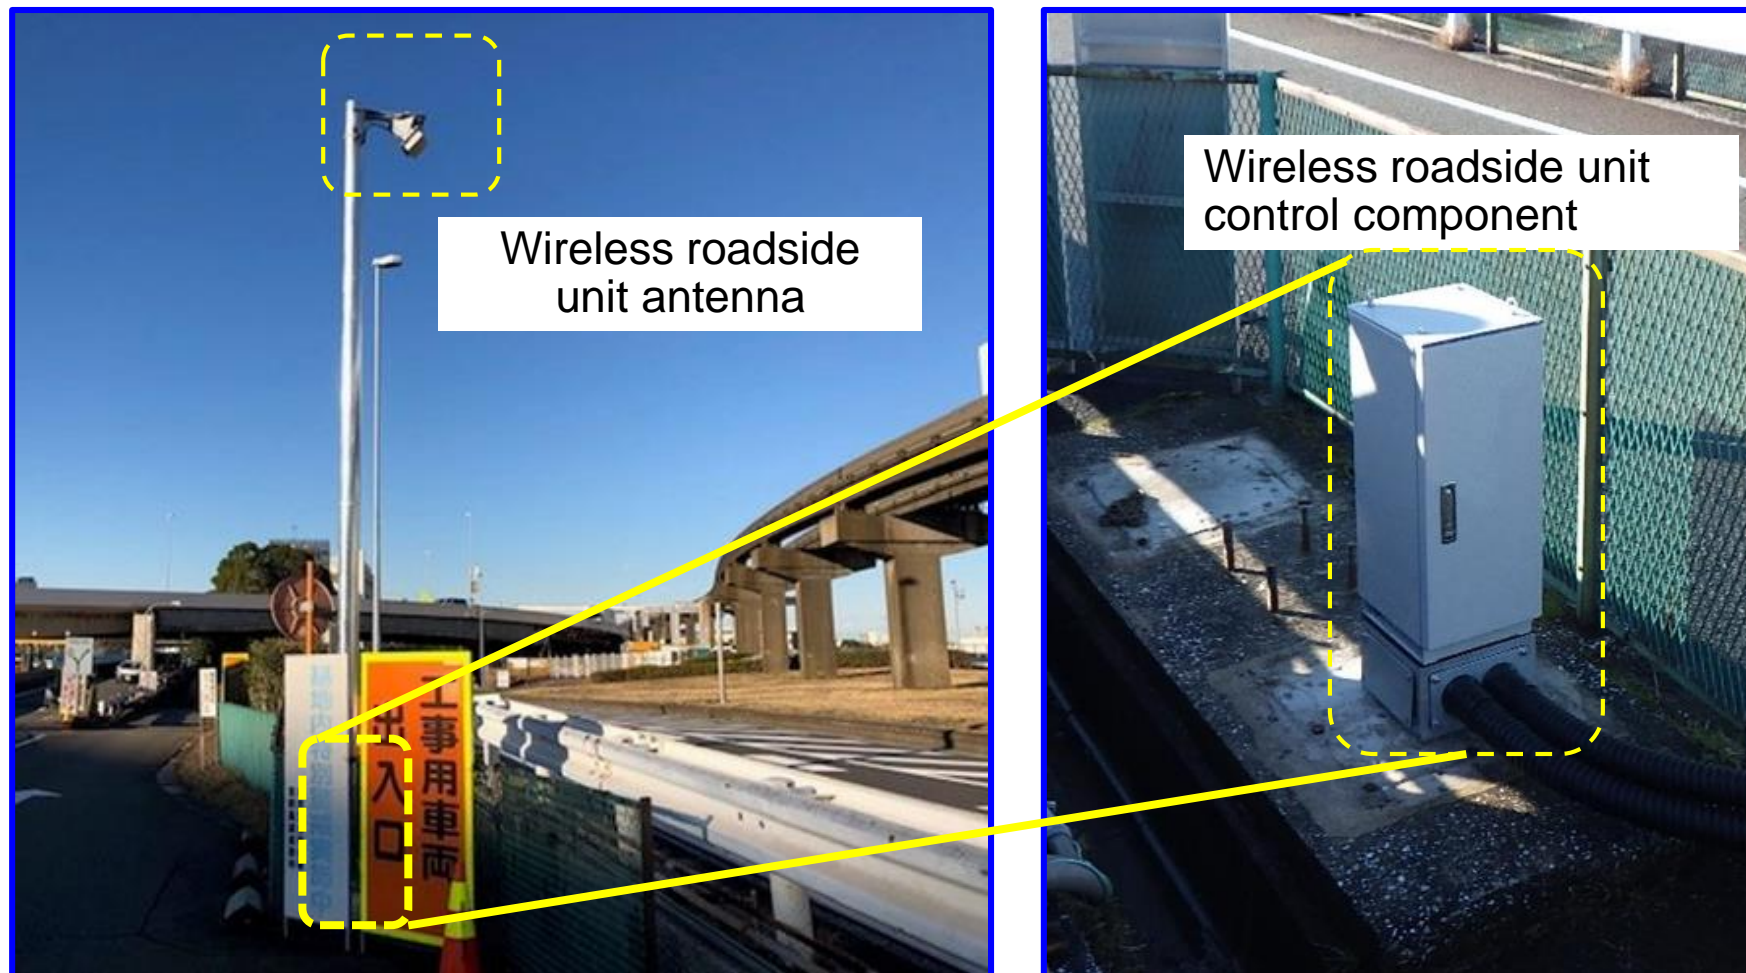 Wireless roadside
unit antenna
Wireless roadside unit
control component
工事用車両
出入口